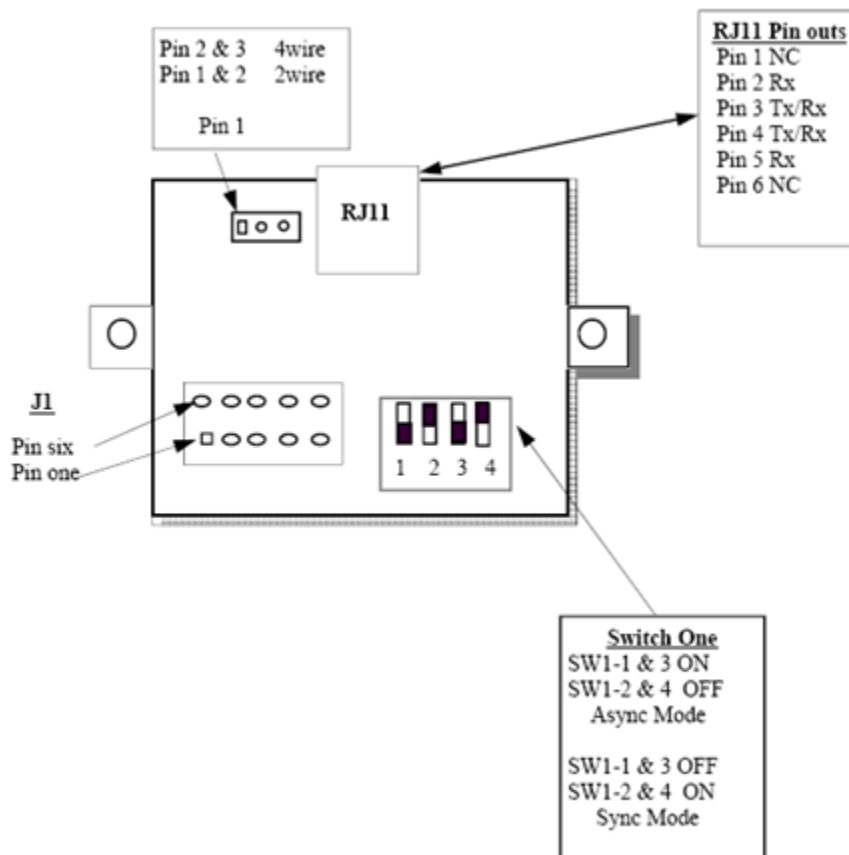 Pin 2 & 3 4wire
Pin 1 & 2 2wire
Pin 1
RJ11 Pin outs
Pin 1 NC
Pin 2 Rx
Pin 3 Tx/Rx
Pin 4 Tx/Rx
Pin 5 Rx
Pin 6 NC
RJ11
J1
Pin six
Pin one
1 2 3 4
Switch One
SW1-1 & 3 ON
SW1-2 & 4 OFF
Async Mode
SW1-1 & 3 OFF
SW1-2 & 4 ON
Sync Mode